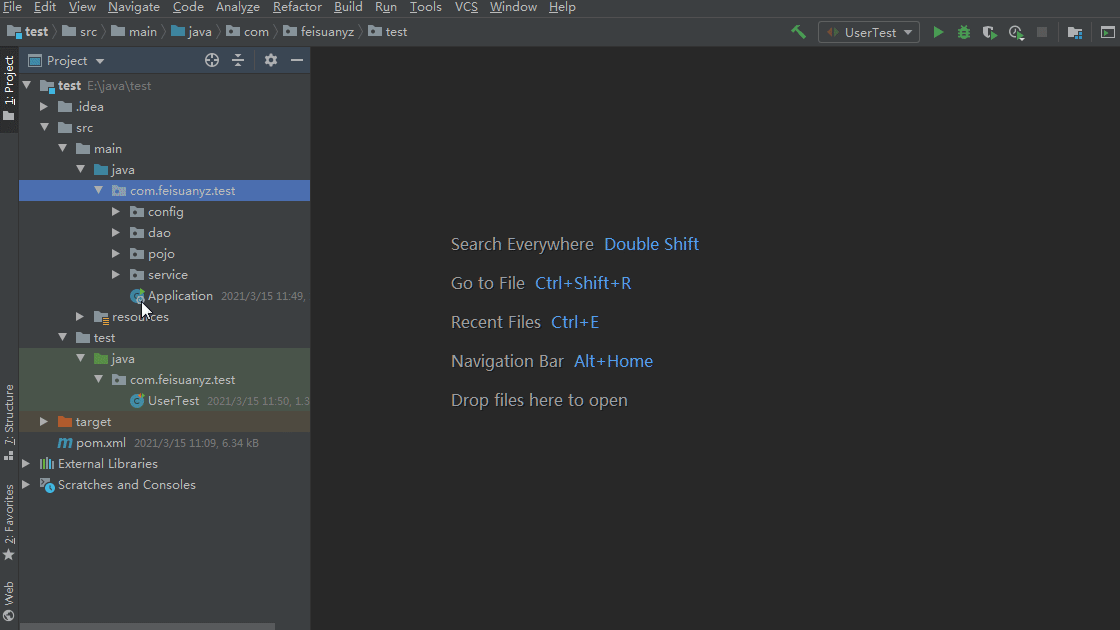 File Edit View Navigate Code Analyze Refactor Build Run Tools VCS Window Help
test src main java com feisuanyz test UserTest
1: Project
Project
test E:\java\test
.idea
src
main
java
com.feisuanyz.test
config
dao
pojo
service
Application 2021/3/15 11:49,
resources
test
java
com.feisuanyz.test
UserTest 2021/3/15 11:50, 1.3
target
pom.xml 2021/3/15 11:09, 6.34 kB
External Libraries
Scratches and Consoles
7: Structure
2: Favorites
Web
Search Everywhere Double Shift
Go to File Ctrl+Shift+R
Recent Files Ctrl+E
Navigation Bar Alt+Home
Drop files here to open